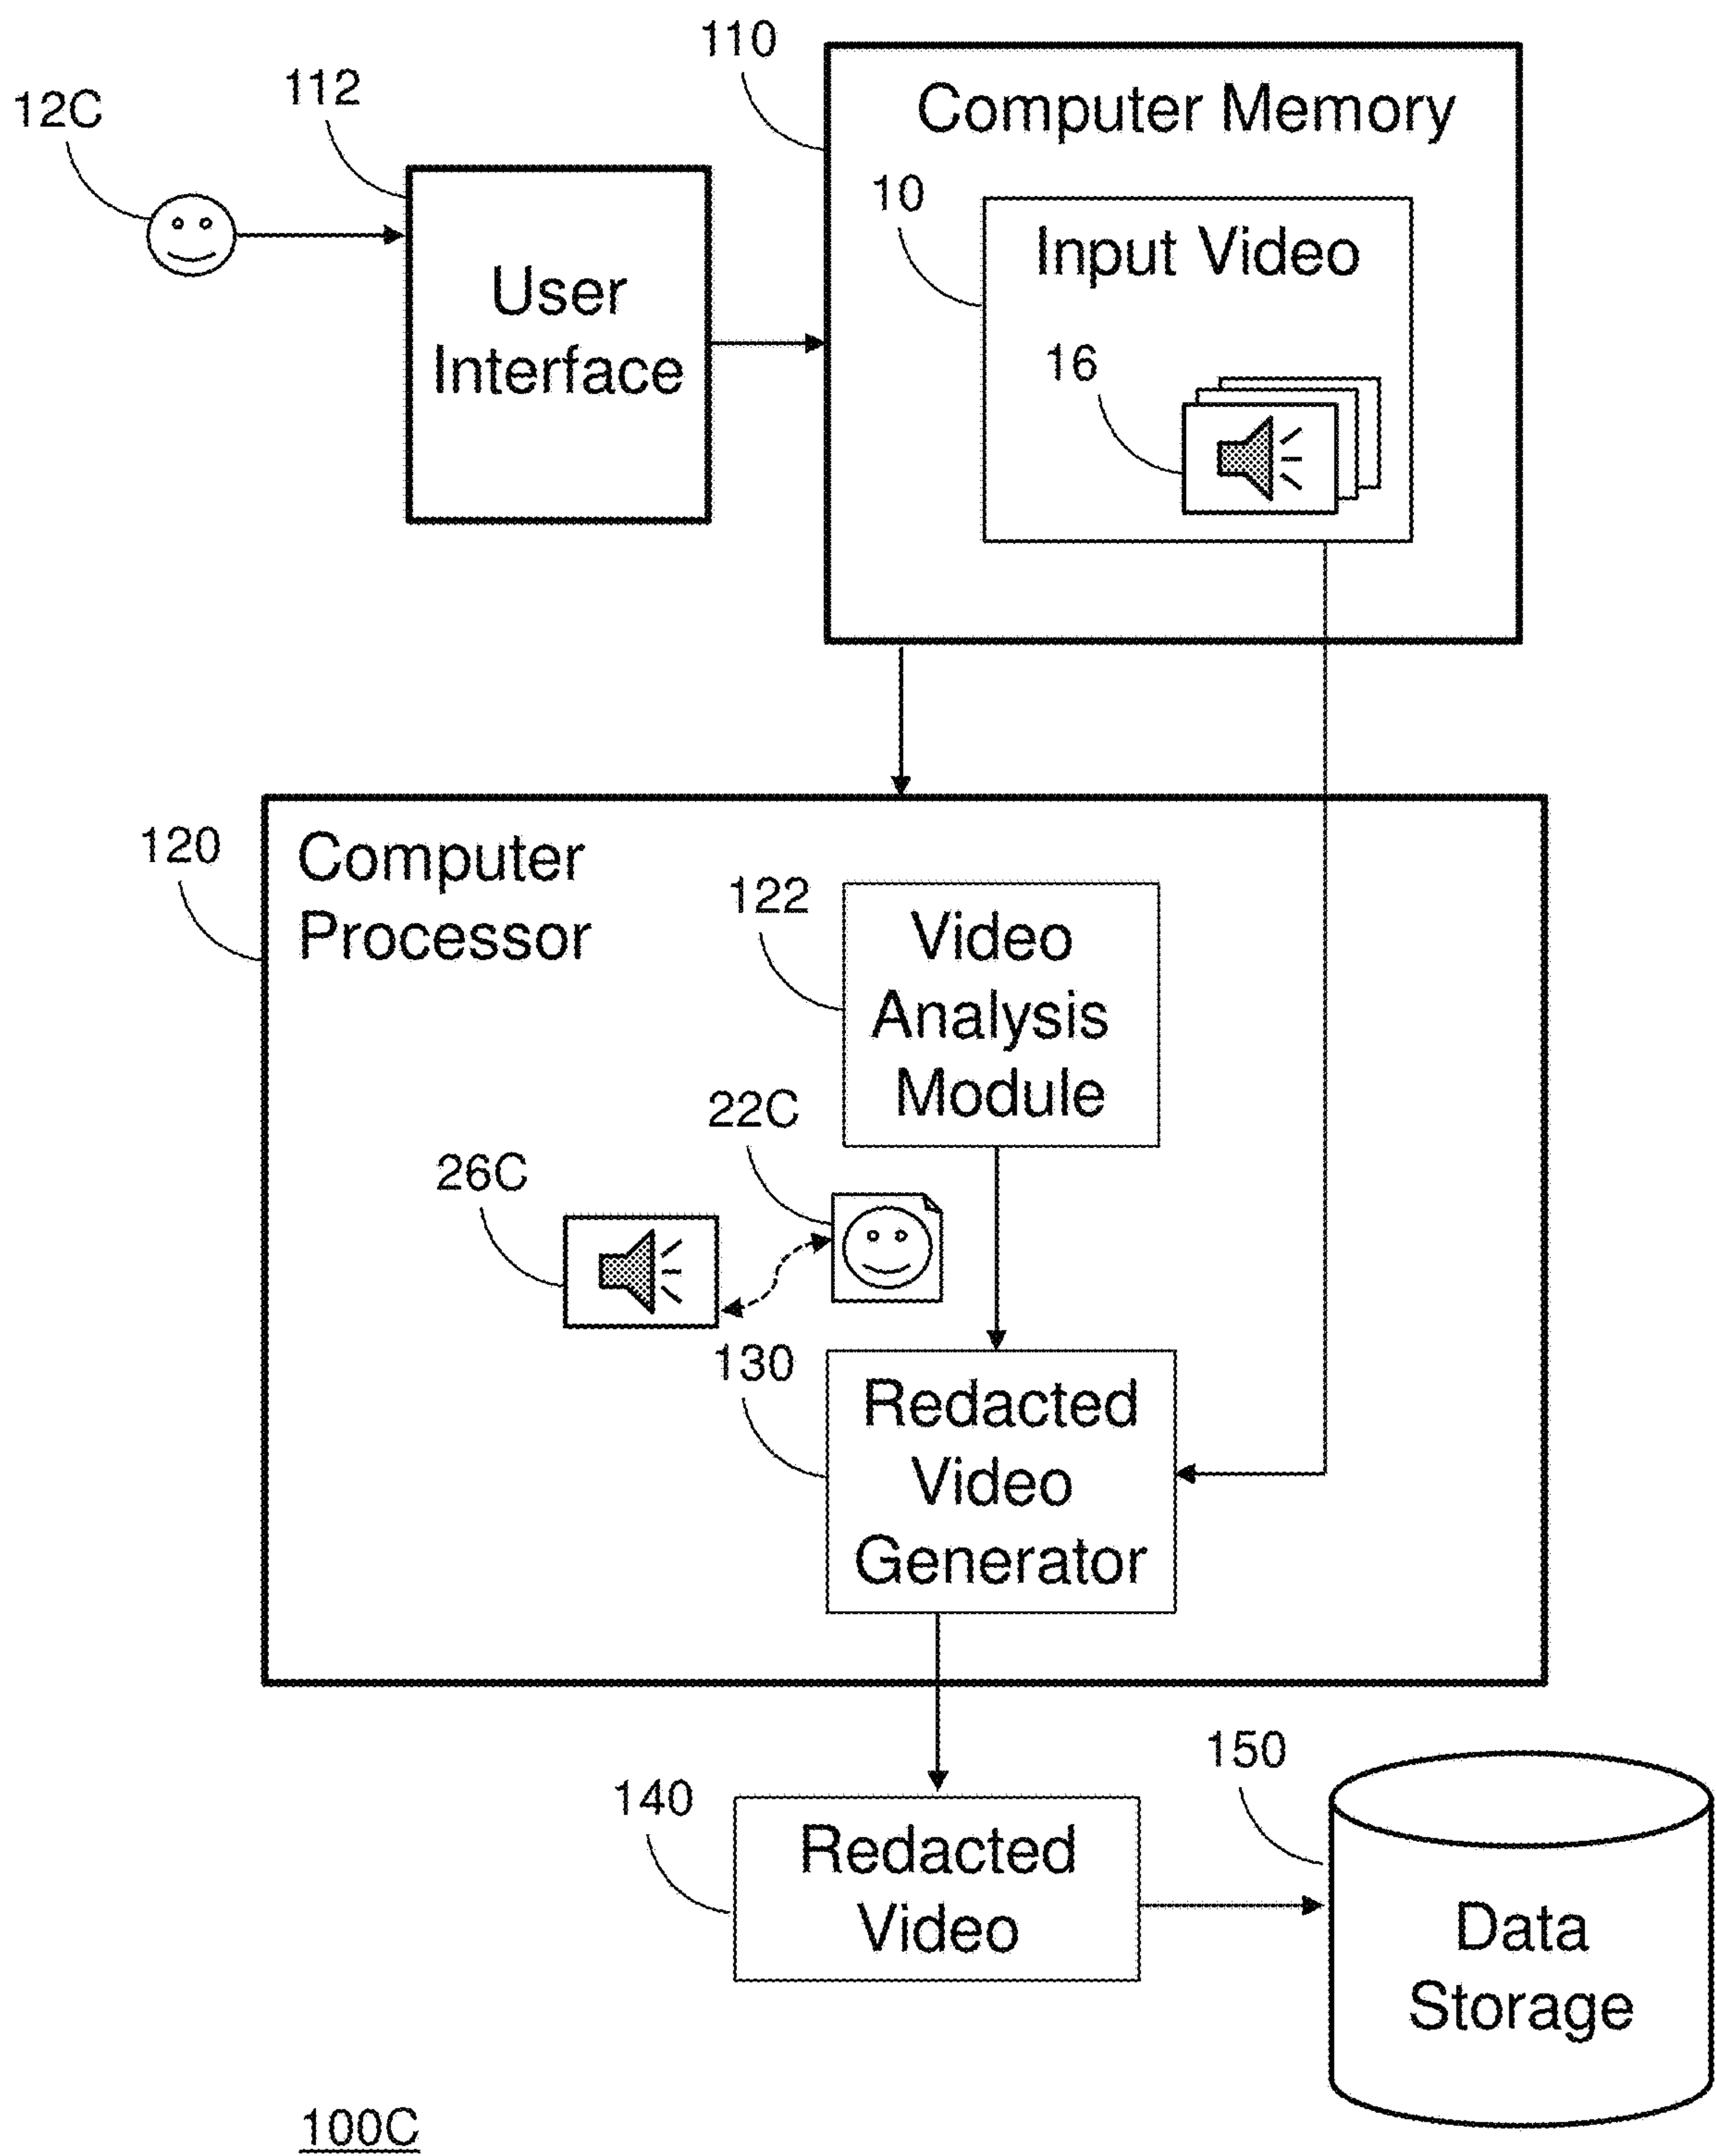 110
12C
112
Computer Memory
10
Input Video
User
Interface
16
120
Computer
Processor
122
Video
Analysis
Module
22C
26C
130
Redacted
Video
Generator
140
Redacted
Video
150
Data
Storage
100C